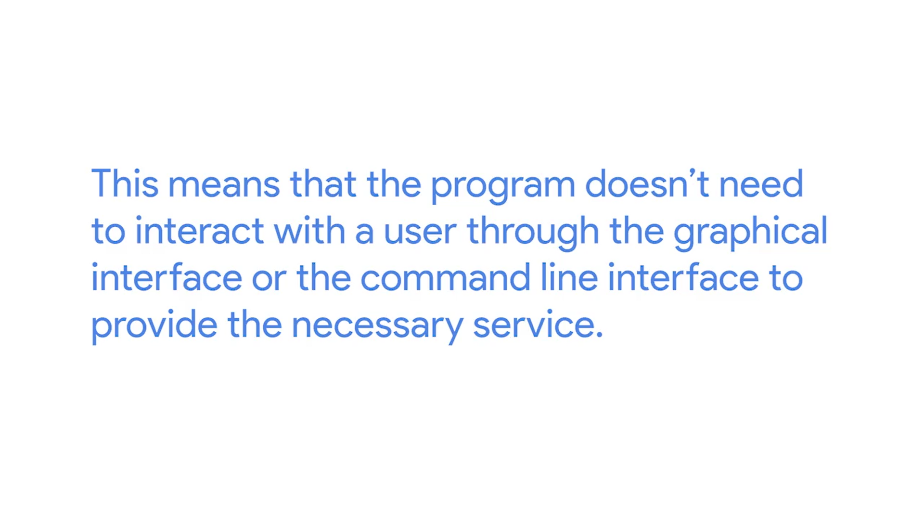 This means that the program doesn’t need
to interact with a user through the graphical
interface or the command line interface to
provide the necessary service.